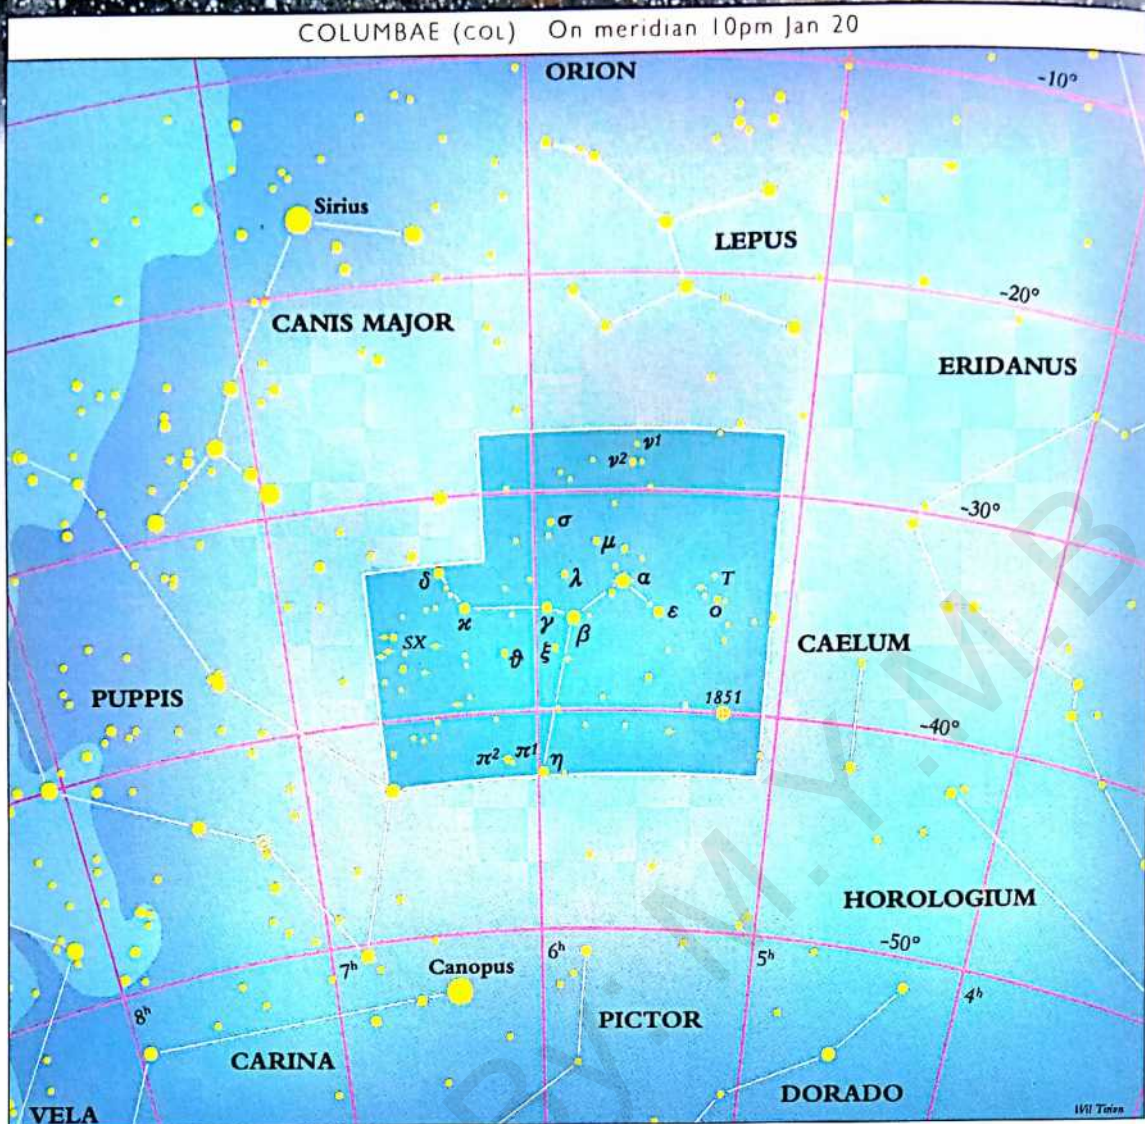 COLUMBAE (COL) On meridian 10pm Jan 20
ORION
-10°
Sirius
LEPUS
-20°
CANIS MAJOR
ERIDANUS
ν1
ν2
-30°
σ
μ
δ
λ
α
T
ϰ
γ
β
ε
ο
SX
ϑ
ξ
CAELUM
PUPPIS
1851
-40°
π2 π1 η
HOROLOGIUM
6h
5h
-50°
7h
Canopus
4h
8h
PICTOR
CARINA
DORADO
VELA
Wil Tirion
BY.M.Y.M.B